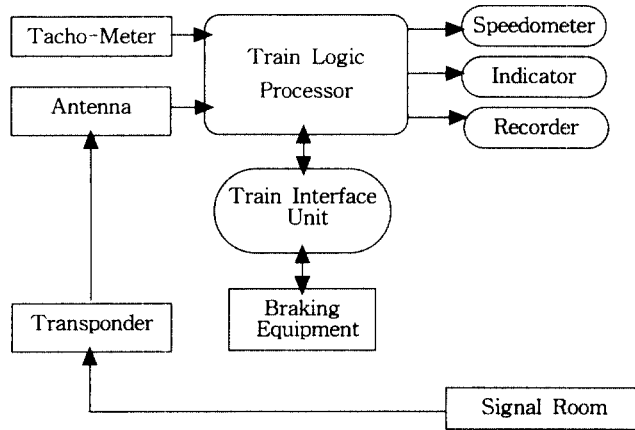 Tacho-Meter
Antenna
Train Logic
Processor
Speedometer
Indicator
Recorder
Train Interface
Unit
Braking
Equipment
Transponder
Signal Room